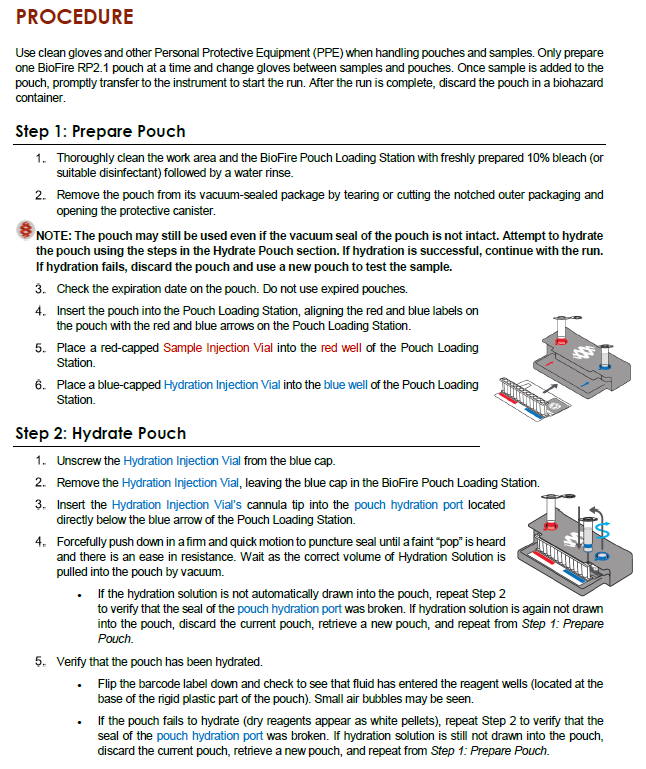 PROCEDURE
Use clean gloves and other Personal Protective Equipment (PPE) when handling pouches and samples. Only prepare
one BioFire RP2.1 pouch at a time and change gloves between samples and pouches. Once sample is added to the
pouch, promptly transfer to the instrument to start the run. After the run is complete, discard the pouch in a biohazard
container.
Step 1: Prepare Pouch
1. Thoroughly clean the work area and the BioFire Pouch Loading Station with freshly prepared 10% bleach (or
suitable disinfectant) followed by a water rinse.
2. Remove the pouch from its vacuum-sealed package by tearing or cutting the notched outer packaging and
opening the protective canister.
NOTE: The pouch may still be used even if the vacuum seal of the pouch is not intact. Attempt to hydrate
the pouch using the steps in the Hydrate Pouch section. If hydration is successful, continue with the run.
If hydration fails, discard the pouch and use a new pouch to test the sample.
3. Check the expiration date on the pouch. Do not use expired pouches.
4. Insert the pouch into the Pouch Loading Station, aligning the red and blue labels on
the pouch with the red and blue arrows on the Pouch Loading Station.
5. Place a red-capped Sample Injection Vial into the red well of the Pouch Loading
Station.
6. Place a blue-capped Hydration Injection Vial into the blue well of the Pouch Loading
Station.
Step 2: Hydrate Pouch
1. Unscrew the Hydration Injection Vial from the blue cap.
2. Remove the Hydration Injection Vial, leaving the blue cap in the BioFire Pouch Loading Station.
3. Insert the Hydration Injection Vial's cannula tip into the pouch hydration port located
directly below the blue arrow of the Pouch Loading Station.
4. Forcefully push down in a firm and quick motion to puncture seal until a faint "pop" is heard
and there is an ease in resistance. Wait as the correct volume of Hydration Solution is
pulled into the pouch by vacuum.
• If the hydration solution is not automatically drawn into the pouch, repeat Step 2
to verify that the seal of the pouch hydration port was broken. If hydration solution is again not drawn
into the pouch, discard the current pouch, retrieve a new pouch, and repeat from Step 1: Prepare
Pouch.
5. Verify that the pouch has been hydrated.
• Flip the barcode label down and check to see that fluid has entered the reagent wells (located at the
base of the rigid plastic part of the pouch). Small air bubbles may be seen.
• If the pouch fails to hydrate (dry reagents appear as white pellets), repeat Step 2 to verify that the
seal of the pouch hydration port was broken. If hydration solution is still not drawn into the pouch,
discard the current pouch, retrieve a new pouch, and repeat from Step 1: Prepare Pouch.